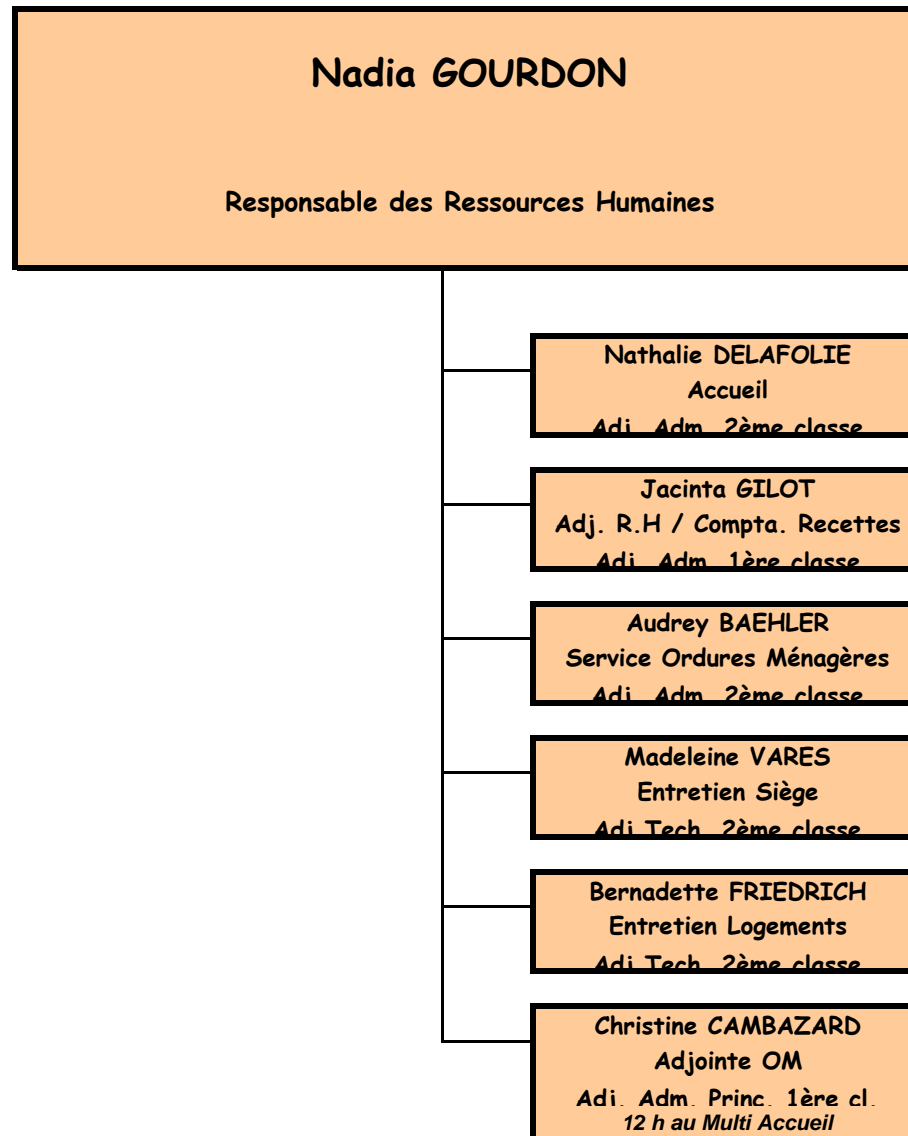 Nadia GOURDON
Responsable des Ressources Humaines
Nathalie DELAFOLIE
Accueil
Adj. Adm. 2ème classe
Jacinta GILOT
Adj. R.H / Compta. Recettes
Adj. Adm. 1ère classe
Audrey BAEHLER
Service Ordures Ménagères
Adj. Adm. 2ème classe
Madeleine VARES
Entretien Siège
Adj Tech. 2ème classe
Bernadette FRIEDRICH
Entretien Logements
Adj Tech. 2ème classe
Christine CAMBAZARD
Adjointe OM
Adj. Adm. Princ. 1ère cl.
12 h au Multi Accueil